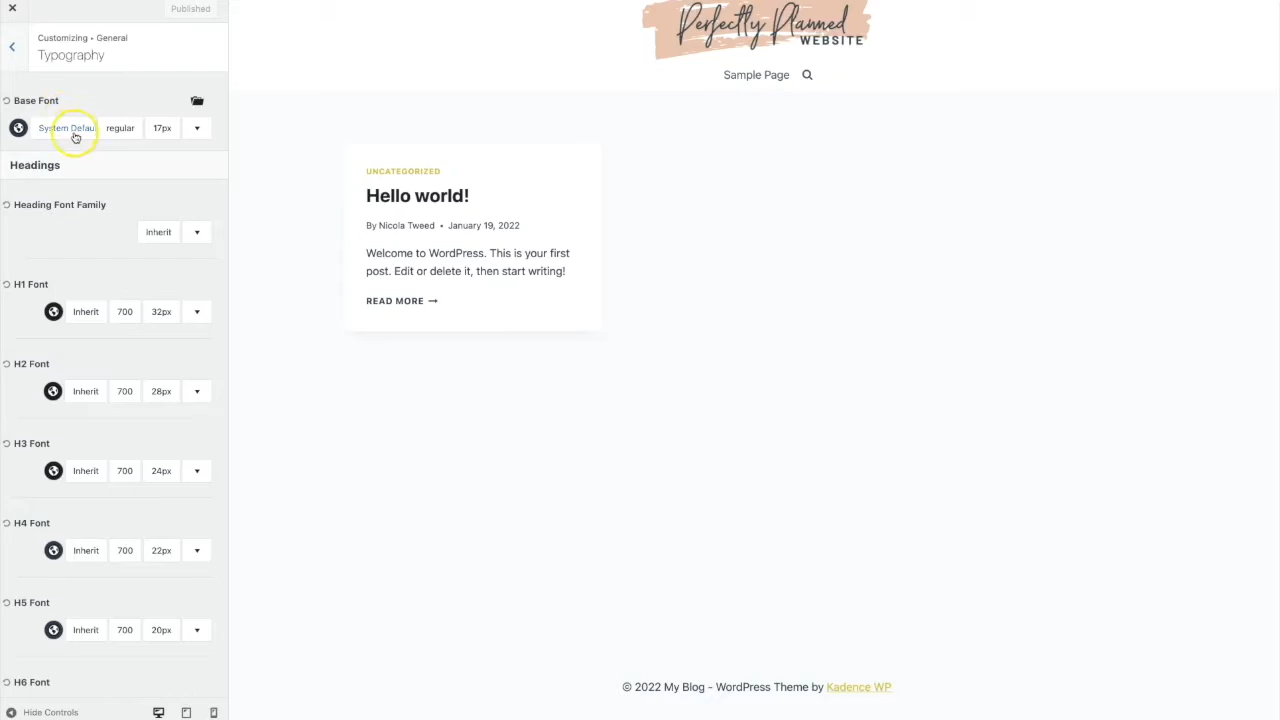 Published
Customizing • General
Typography
Base Font
System Defau regular 17px
Headings
Heading Font Family
Inherit
H1 Font
Inherit 700 32px
H2 Font
Inherit 700 28px
H3 Font
Inherit 700 24px
H4 Font
Inherit 700 22px
H5 Font
Inherit 700 20px
H6 Font
Hide Controls
Perfectly Planned
WEBSITE
Sample Page
UNCATEGORIZED
Hello world!
By Nicola Tweed • January 19, 2022
Welcome to WordPress. This is your first
post. Edit or delete it, then start writing!
READ MORE →
© 2022 My Blog - WordPress Theme by Kadence WP